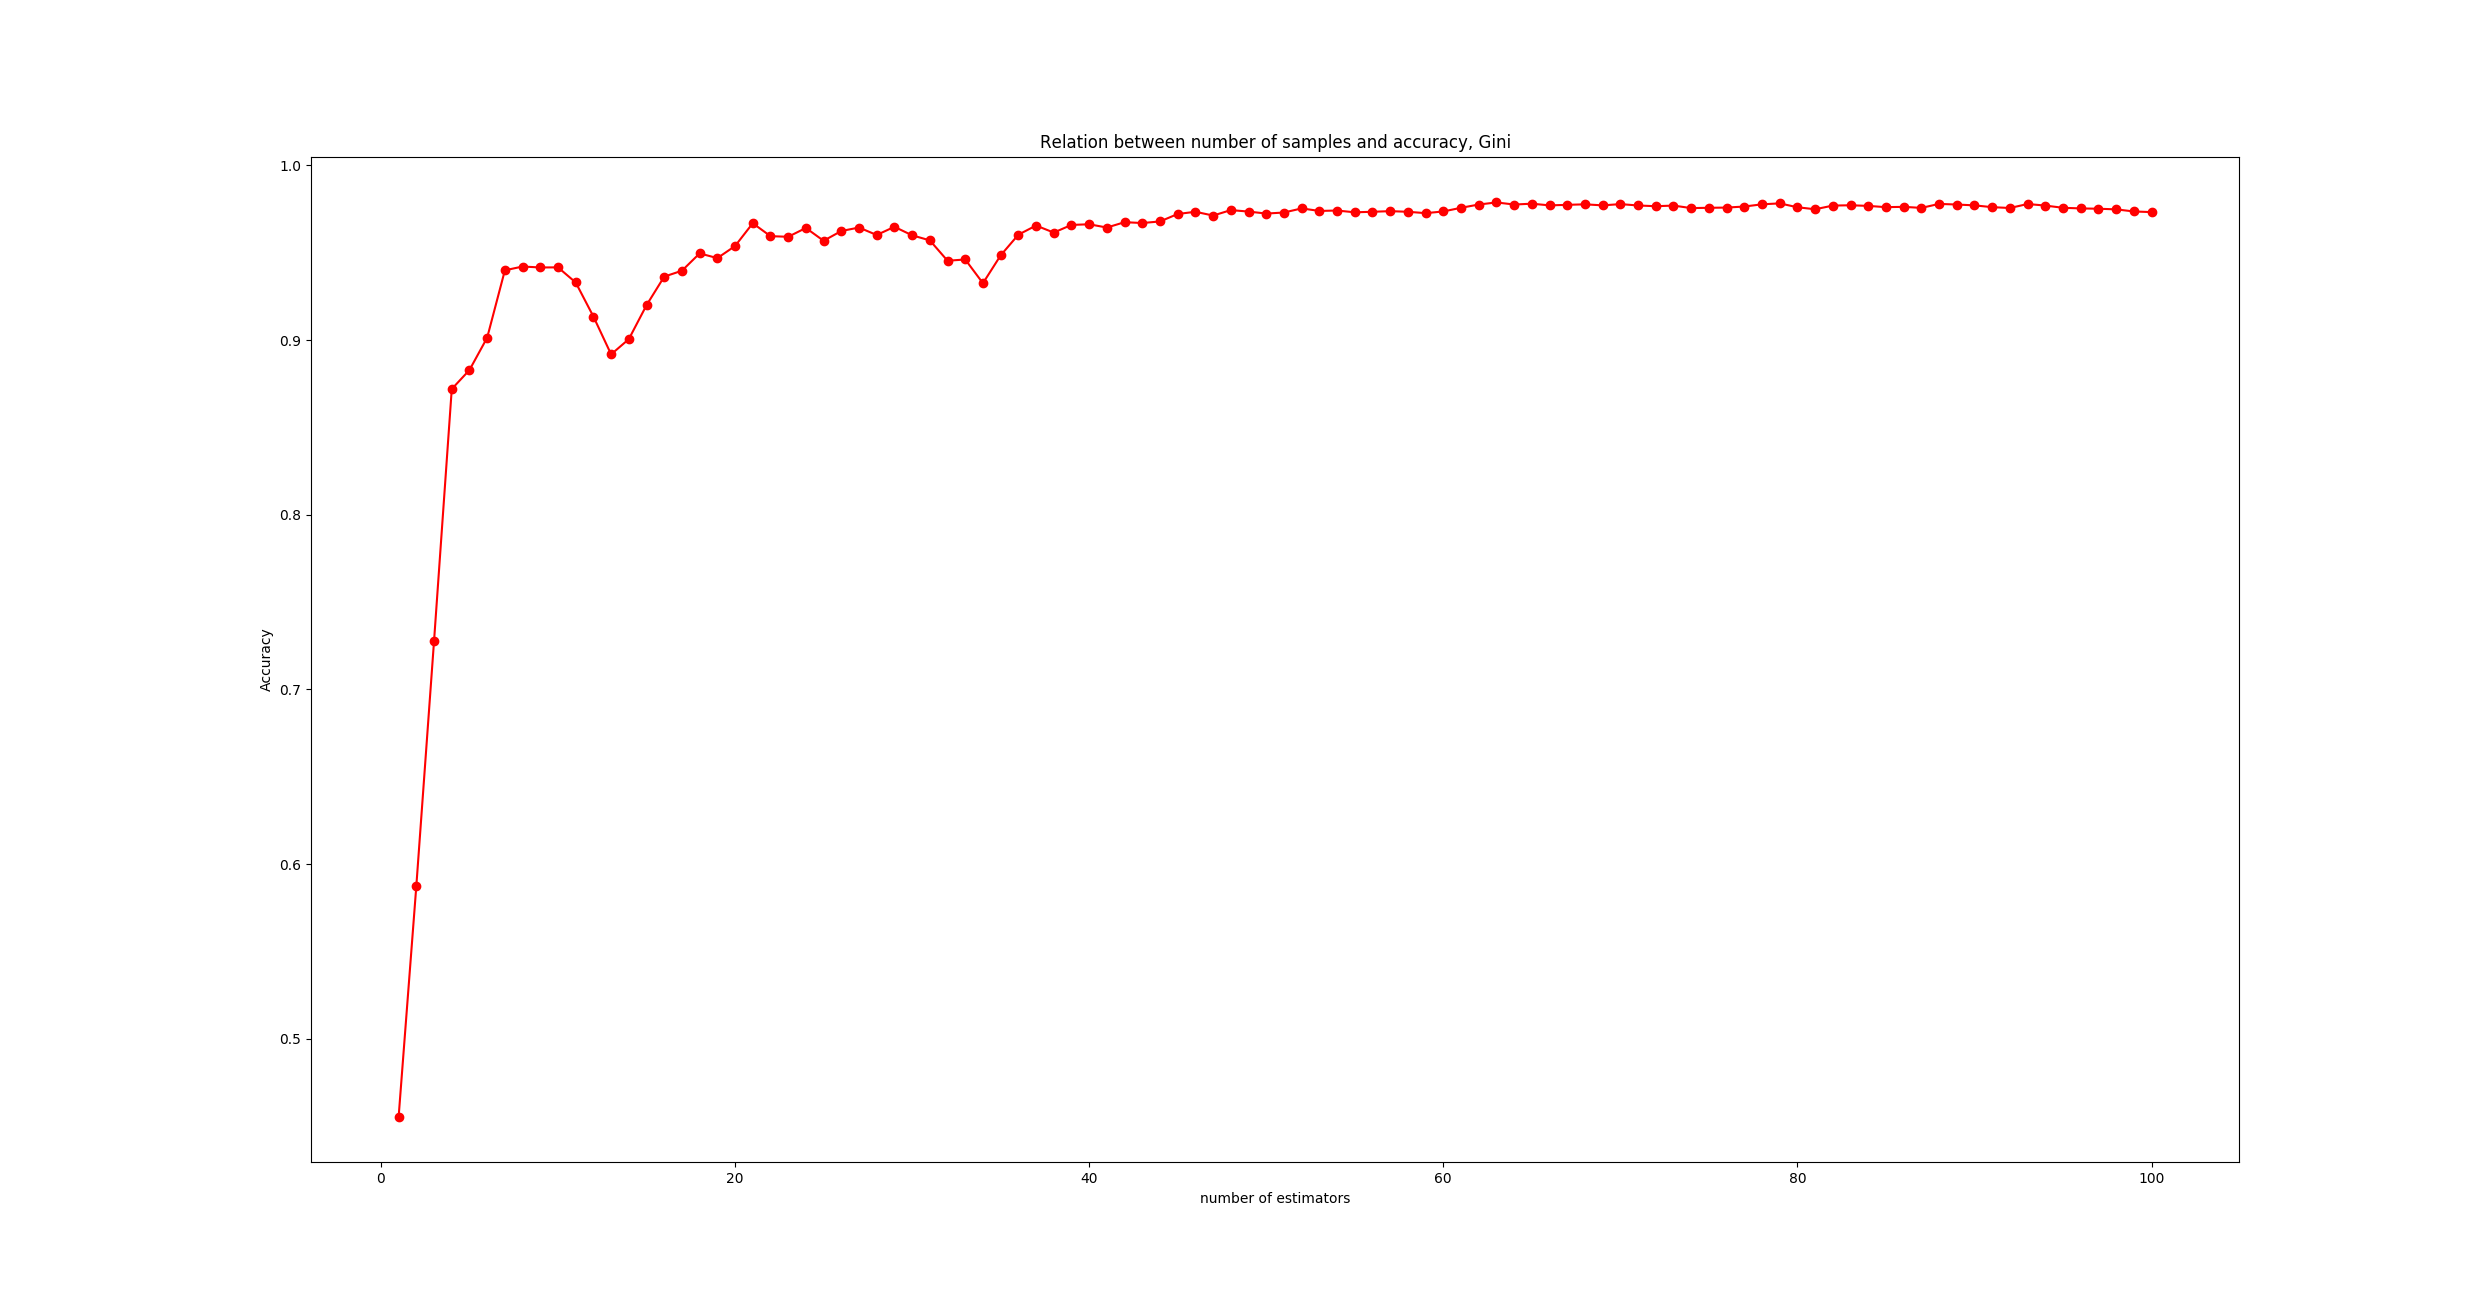 Relation between number of samples and accuracy, Gini
1.0
0.9
0.8
0.7
0.6
0.5
Accuracy
0 20 40 60 80 100
number of estimators